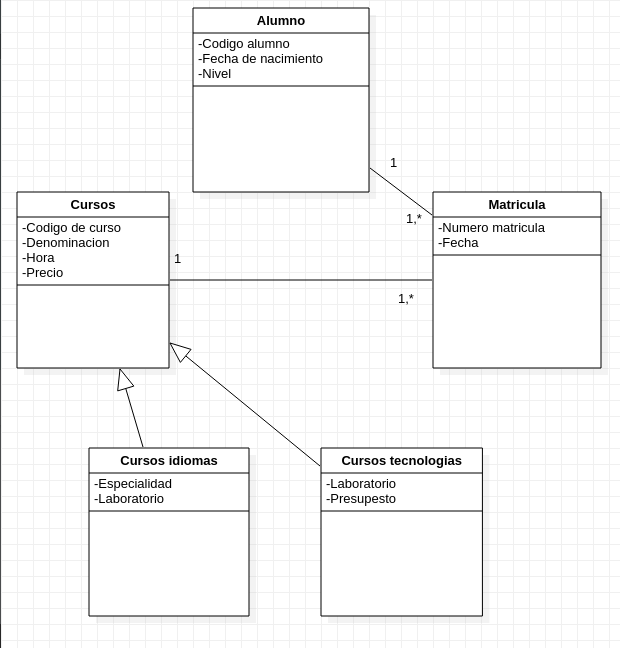 Alumno
-Codigo alumno
-Fecha de nacimiento
-Nivel
1
1,*
Cursos
-Codigo de curso
-Denominacion
-Hora
-Precio
Matricula
-Numero matricula
-Fecha
1
1,*
Cursos idiomas
-Especialidad
-Laboratorio
Cursos tecnologias
-Laboratorio
-Presupesto